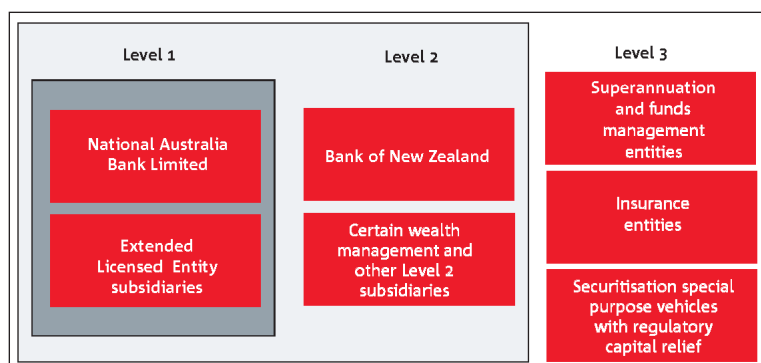 Level 1
National Australia
Bank Limited
Extended
Licensed Entity
subsidiaries
Level 2
Bank of New Zealand
Certain wealth
management and
other Level 2
subsidiaries
Level 3
Superannuation
and funds
management
entities
Insurance
entities
Securitisation special
purpose vehicles
with regulatory
capital relief